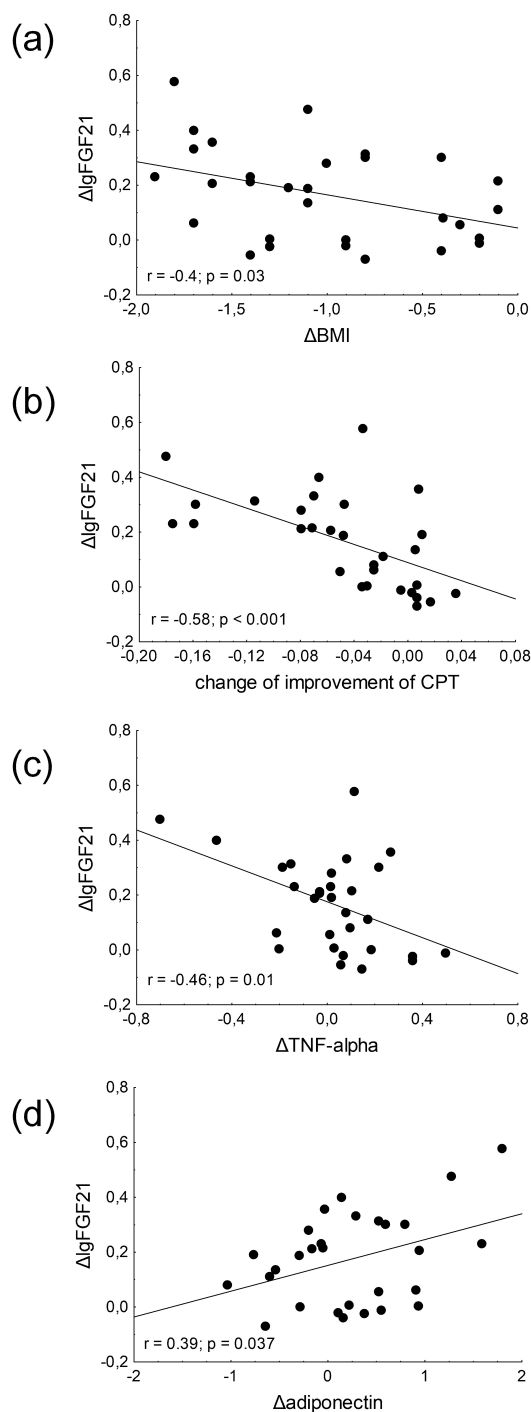 (a)
0,8
0,6
0,4
0,2
0,0
-0,2
ΔlgFGF21
r = -0.4; p = 0.03
-2,0 -1,5 -1,0 -0,5 0,0
ΔBMI
(b)
0,8
0,6
0,4
0,2
0,0
-0,2
ΔlgFGF21
r = -0.58; p < 0.001
-0,20 -0,16 -0,12 -0,08 -0,04 0,00 0,04 0,08
change of improvement of CPT
(c)
0,8
0,6
0,4
0,2
0,0
-0,2
ΔlgFGF21
r = -0.46; p = 0.01
-0,8 -0,4 0,0 0,4 0,8
ΔTNF-alpha
(d)
0,8
0,6
0,4
0,2
0,0
-0,2
ΔlgFGF21
r = 0.39; p = 0.037
-2 -1 0 1 2
Δadiponectin